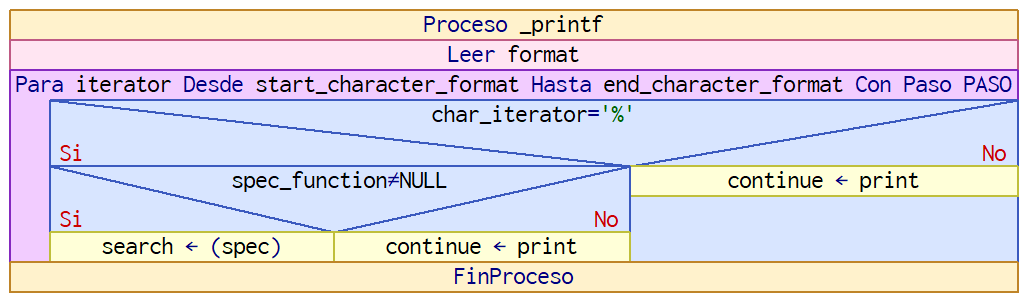 Proceso _printf
Leer format
Para iterator Desde start_character_format Hasta end_character_format Con Paso PASO
char_iterator='%'
Si No
spec_function≠NULL
continue ← print
Si No
search ← (spec) continue ← print
FinProceso